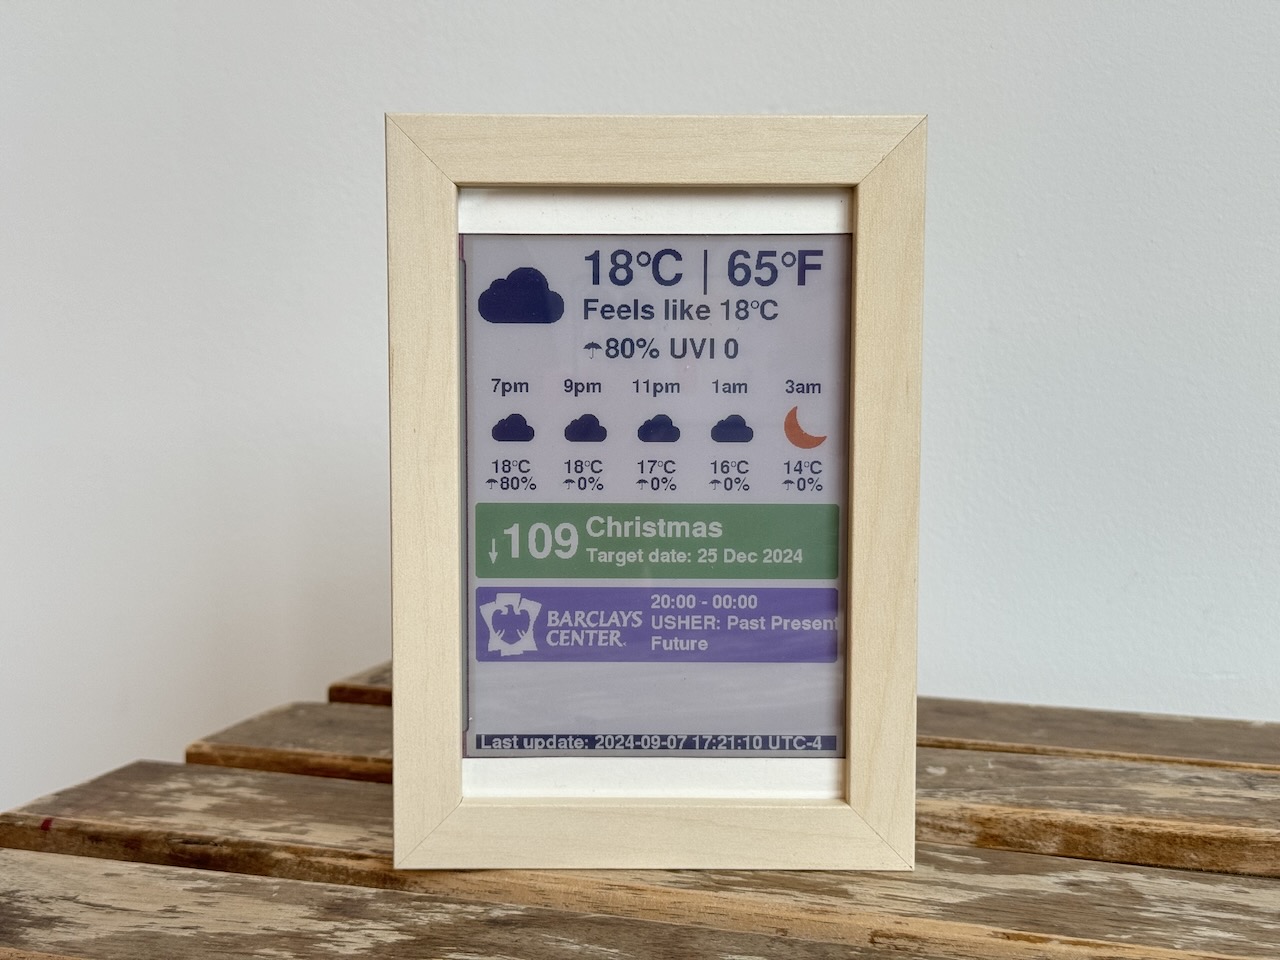 18°C | 65°F
Feels like 18°C
80% UVI 0
7pm 9pm 11pm 1am 3am
18°C 18°C 17°C 16°C 14°C
80% 0% 0% 0% 0%
↓109 Christmas
Target date: 25 Dec 2024
BARCLAYS CENTER
20:00 - 00:00
USHER: Past Present
Future
Last update: 2024-09-07 17:21:10 UTC-4